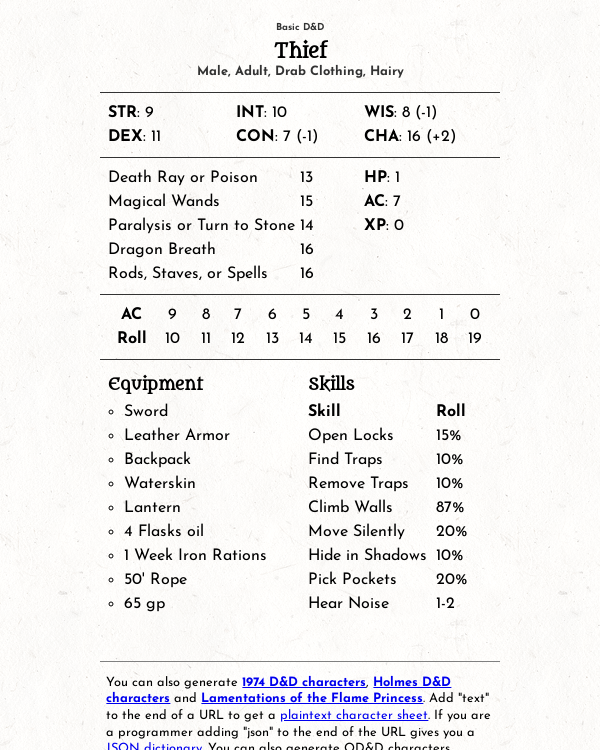 Basic D&D
Thief
Male, Adult, Drab Clothing, Hairy
STR: 9 INT: 10 WIS: 8 (-1)
DEX: 11 CON: 7 (-1) CHA: 16 (+2)
Death Ray or Poison 13 HP: 1
Magical Wands 15 AC: 7
Paralysis or Turn to Stone 14 XP: 0
Dragon Breath 16
Rods, Staves, or Spells 16
AC 9 8 7 6 5 4 3 2 1 0
Roll 10 11 12 13 14 15 16 17 18 19
Equipment
◦ Sword
◦ Leather Armor
◦ Backpack
◦ Waterskin
◦ Lantern
◦ 4 Flasks oil
◦ 1 Week Iron Rations
◦ 50' Rope
◦ 65 gp
Skills
Skill Roll
Open Locks 15%
Find Traps 10%
Remove Traps 10%
Climb Walls 87%
Move Silently 20%
Hide in Shadows 10%
Pick Pockets 20%
Hear Noise 1-2
You can also generate 1974 D&D characters, Holmes D&D
characters and Lamentations of the Flame Princess. Add "text"
to the end of a URL to get a plaintext character sheet. If you are
a programmer adding "json" to the end of the URL gives you a
JSON dictionary. You can also generate OD&D characters